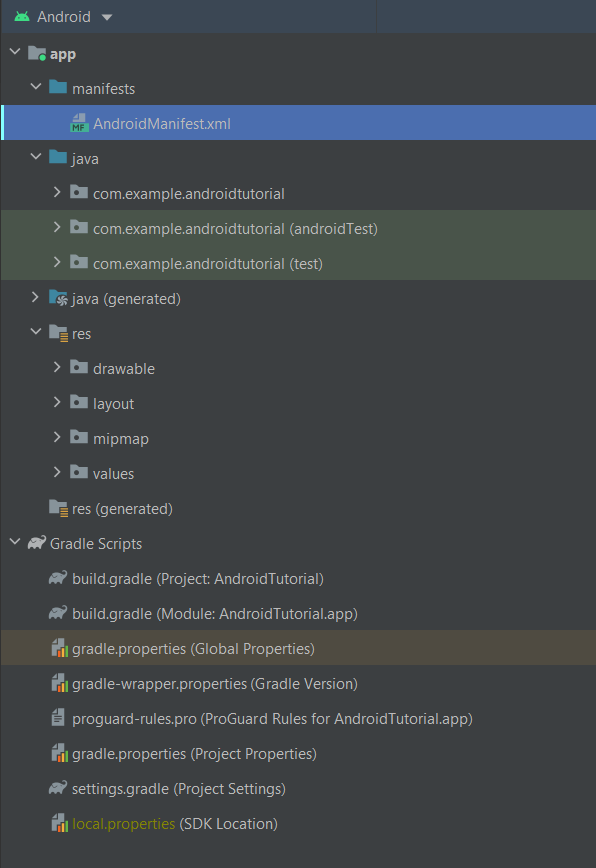 Android
app
manifests
MF AndroidManifest.xml
java
com.example.androidtutorial
com.example.androidtutorial (androidTest)
com.example.androidtutorial (test)
java (generated)
res
drawable
layout
mipmap
values
res (generated)
Gradle Scripts
build.gradle (Project: AndroidTutorial)
build.gradle (Module: AndroidTutorial.app)
gradle.properties (Global Properties)
gradle-wrapper.properties (Gradle Version)
proguard-rules.pro (ProGuard Rules for AndroidTutorial.app)
gradle.properties (Project Properties)
settings.gradle (Project Settings)
local.properties (SDK Location)